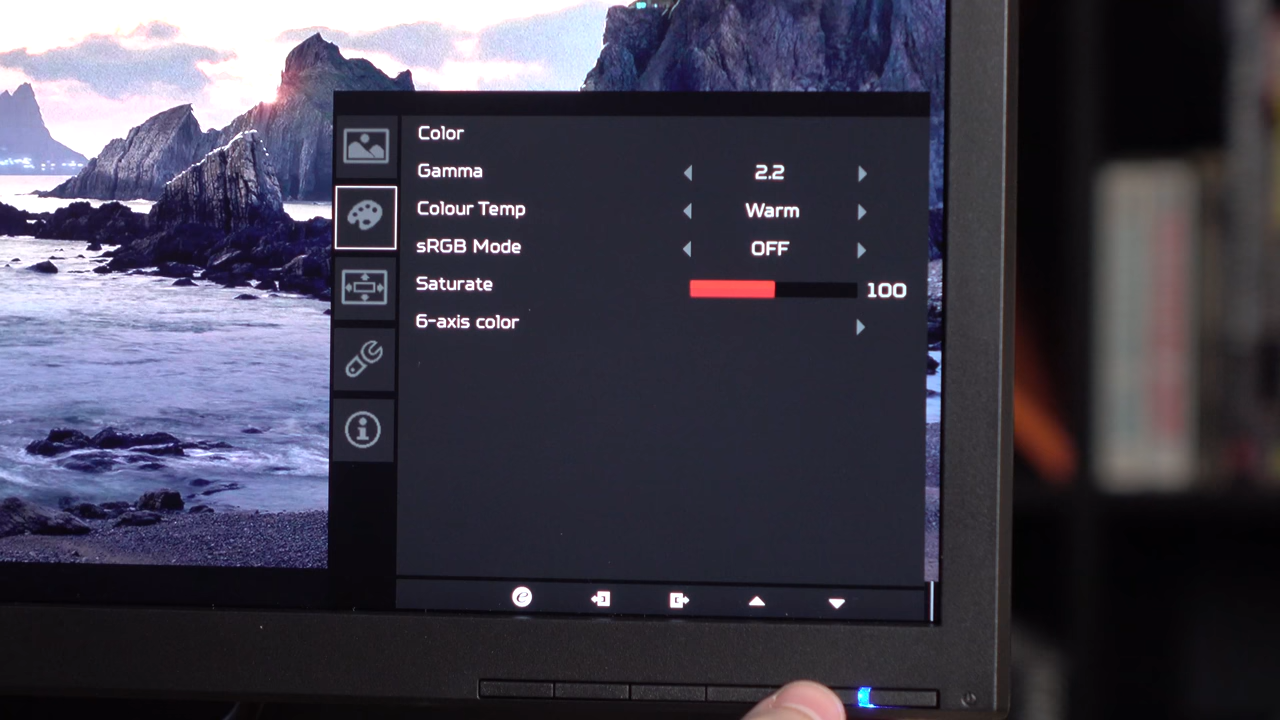 Color
Gamma 2.2
Colour Temp Warm
sRGB Mode OFF
Saturate 100
6-axis color